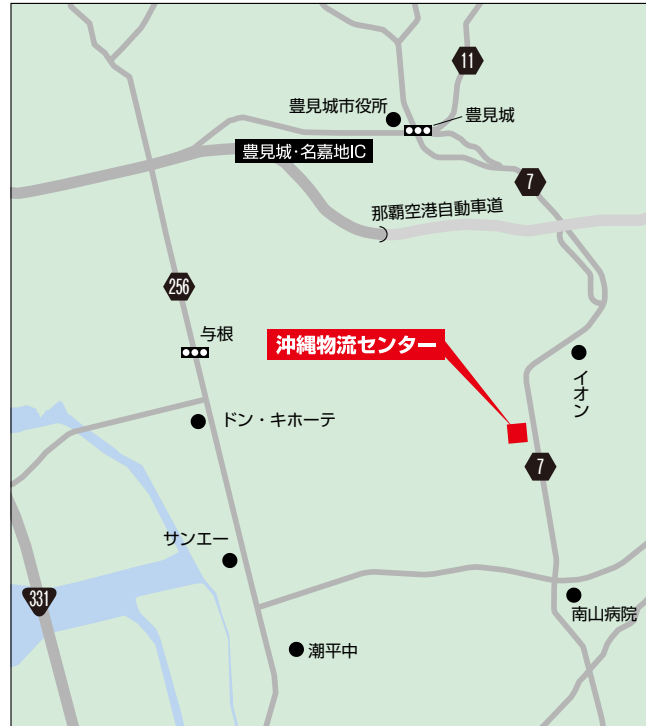 11
豊見城市役所
豊見城
豊見城・名嘉地IC
7
那覇空港自動車道
256
与根
沖縄物流センター
イオン
ドン・キホーテ
7
サンエー
331
南山病院
潮平中